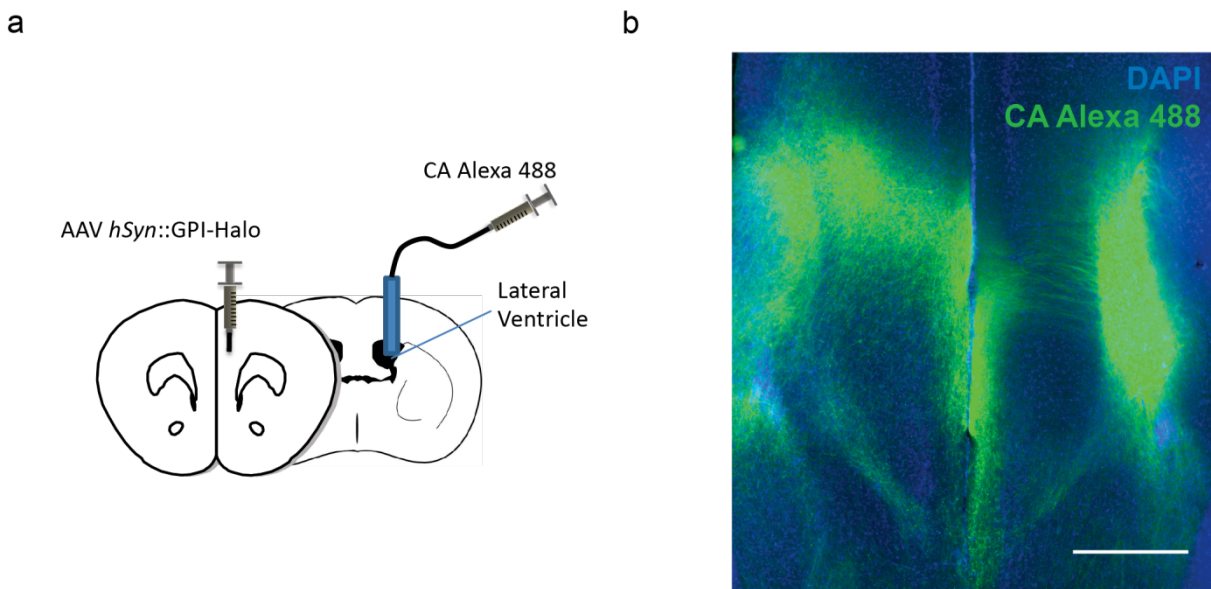 a
b
CA Alexa 488
AAV hSyn::GPI-Halo
Lateral
Ventricle
DAPI
CA Alexa 488